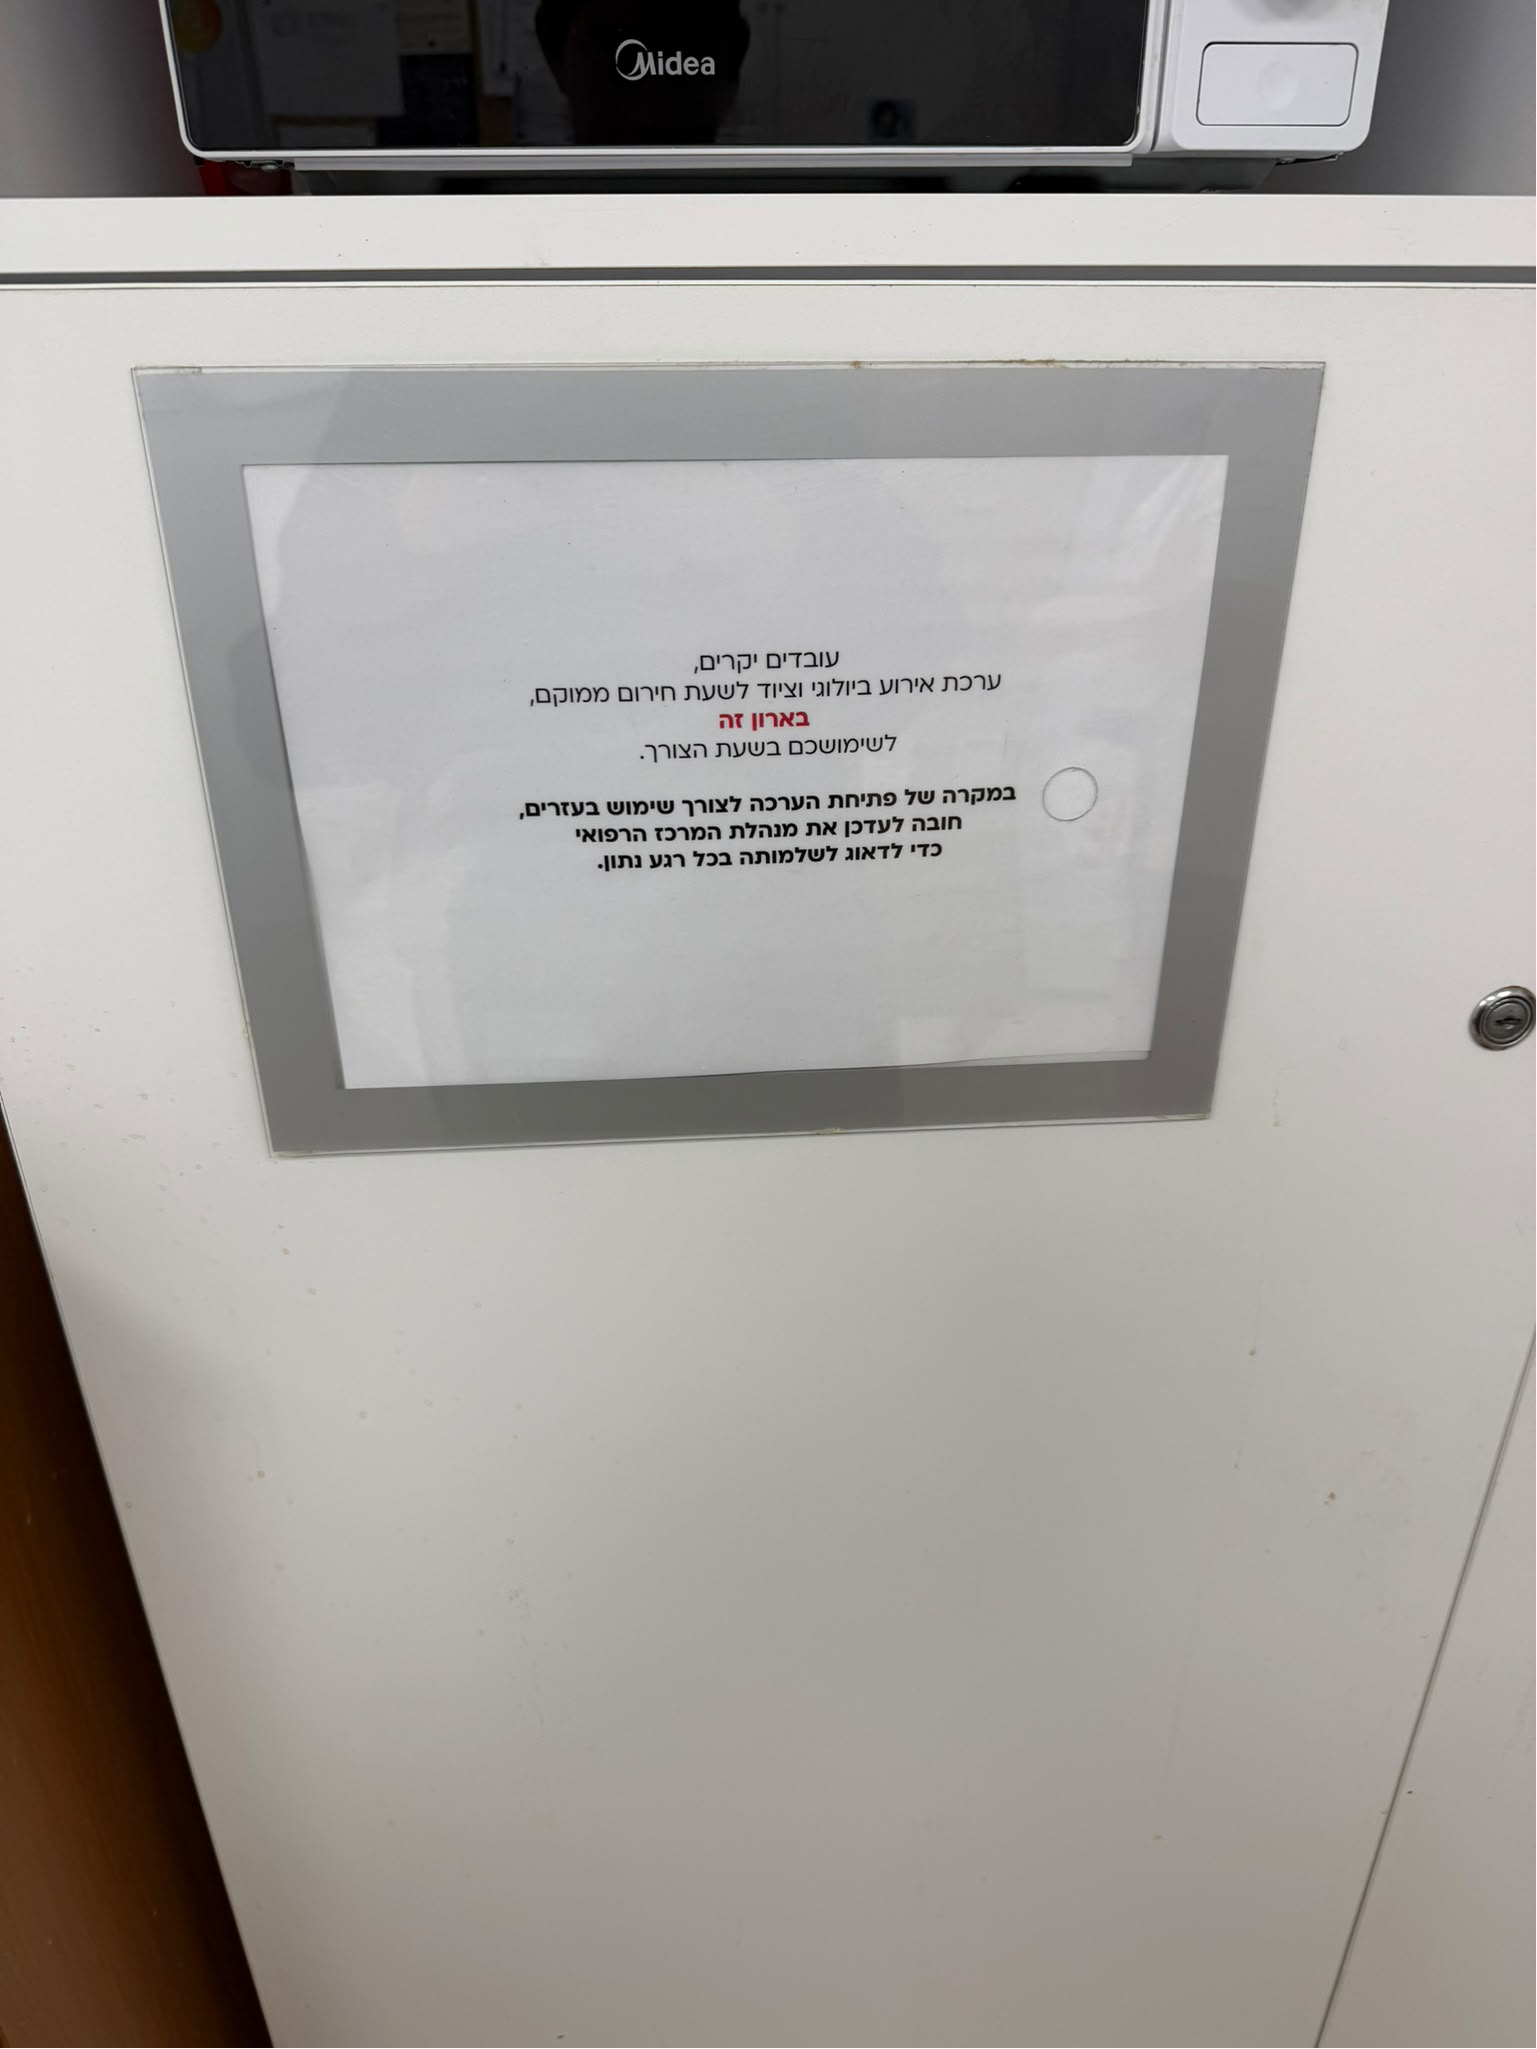 Midea
עובדים יקרים,
ערכת אירוע ביולוגי וציוד לשעת חירום ממוקם,
בארון זה
לשימושכם בשעת הצורך.
במקרה של פתיחת הערכה לצורך שימוש בעזרים,
חובה לעדכן את מנהלת המרכז הרפואי
כדי לדאוג לשלמותה בכל רגע נתון.